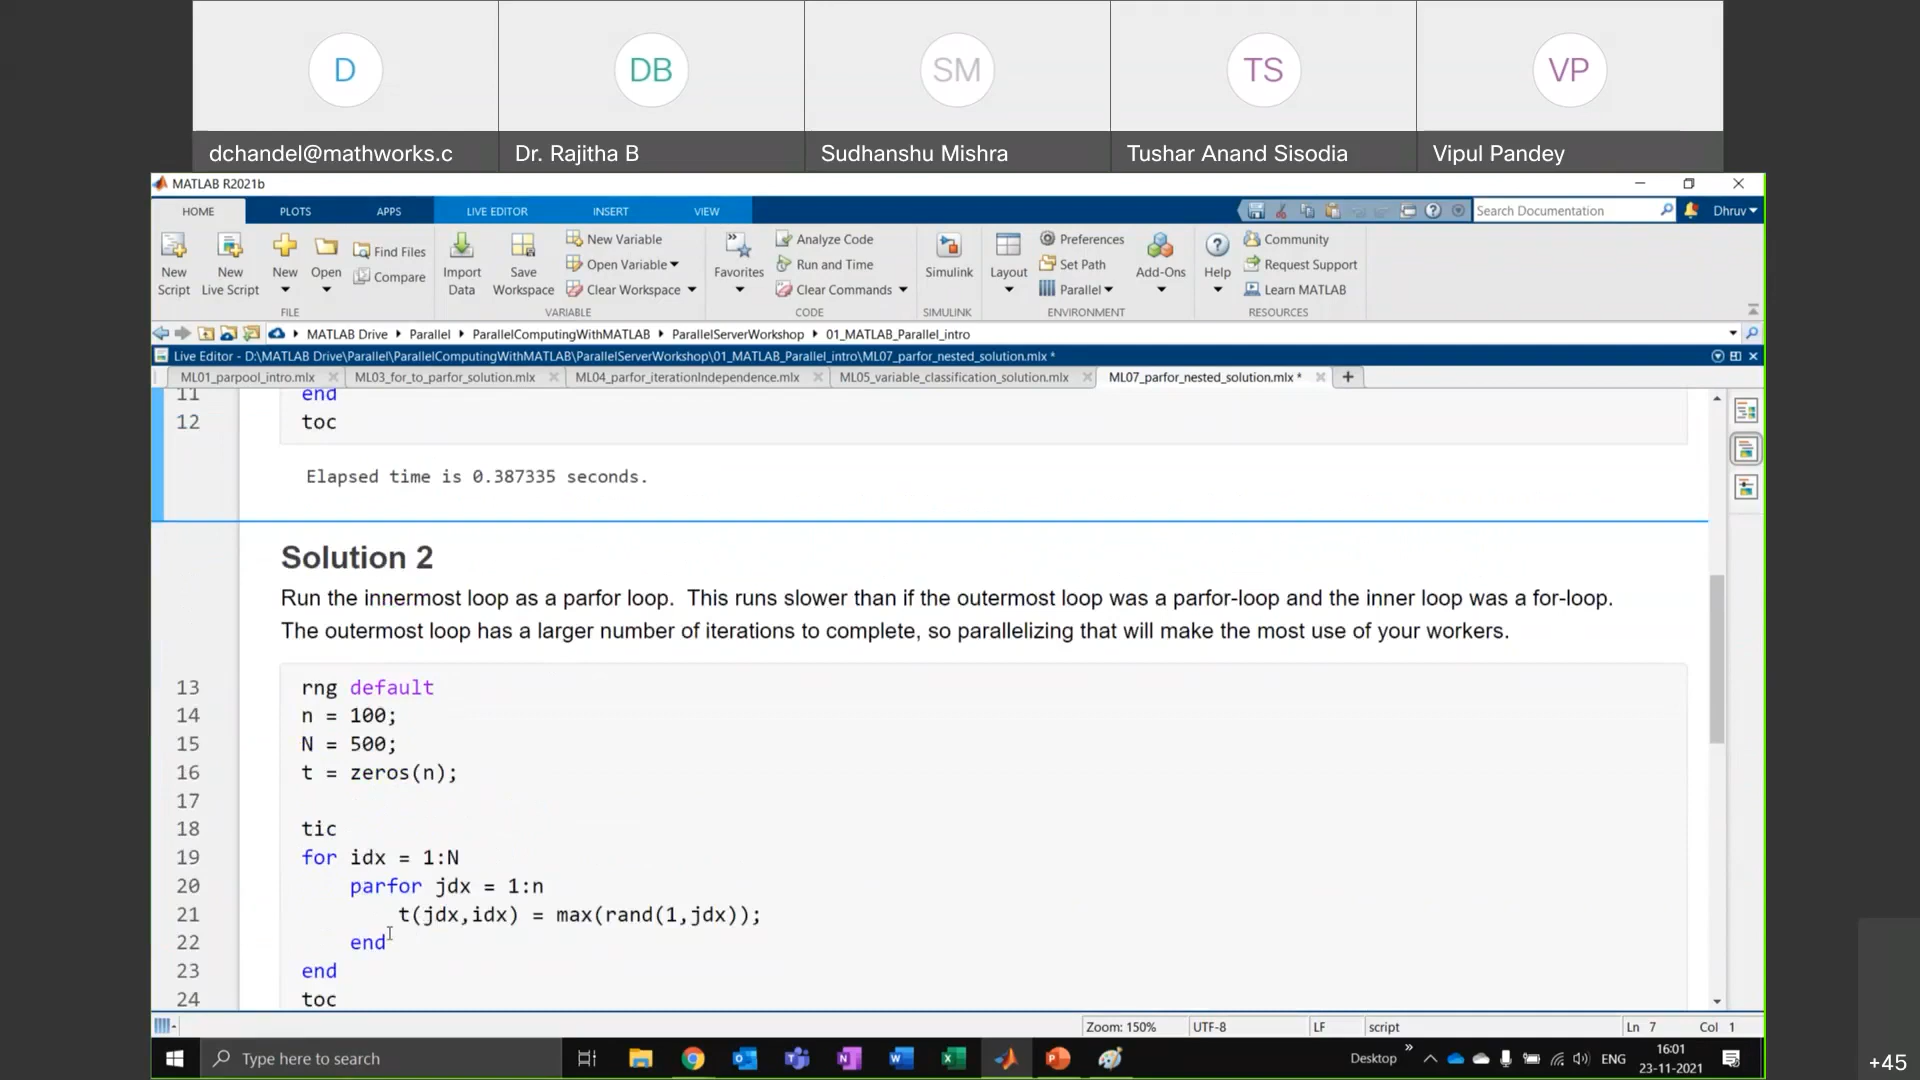 D
DB
SM
TS
VP
dchandel@mathworks.c
Dr. Rajitha B
Sudhanshu Mishra
Tushar Anand Sisodia
Vipul Pandey
MATLAB R2021b
HOME PLOTS APPS LIVE EDITOR INSERT VIEW
Search Documentation
Dhruv
New Script
New Live Script
New
Open
Find Files
Compare
FILE
Import Data
Save Workspace
New Variable
Open Variable
Clear Workspace
VARIABLE
Favorites
Analyze Code
Run and Time
Clear Commands
CODE
Simulink
SIMULINK
Layout
Preferences
Set Path
Parallel
Add-Ons
ENVIRONMENT
Help
Community
Request Support
Learn MATLAB
RESOURCES
MATLAB Drive Parallel ParallelComputingWithMATLAB ParallelServerWorkshop 01_MATLAB_Parallel_intro
Live Editor - D:\MATLAB Drive\Parallel\ParallelComputingWithMATLAB\ParallelServerWorkshop\01_MATLAB_Parallel_intro\ML07_parfor_nested_solution.mlx *
ML01_parpool_intro.mlx ML03_for_to_parfor_solution.mlx ML04_parfor_iterationIndependence.mlx ML05_variable_classification_solution.mlx ML07_parfor_nested_solution.mlx *
11 end
12 toc
Elapsed time is 0.387335 seconds.
Solution 2
Run the innermost loop as a parfor loop. This runs slower than if the outermost loop was a parfor-loop and the inner loop was a for-loop.
The outermost loop has a larger number of iterations to complete, so parallelizing that will make the most use of your workers.
13 rng default
14 n = 100;
15 N = 500;
16 t = zeros(n);
17
18 tic
19 for idx = 1:N
20 parfor jdx = 1:n
21 t(jdx,idx) = max(rand(1,jdx));
22 end
23 end
24 toc
Zoom: 150% UTF-8 LF script Ln 7 Col 1
Type here to search
Desktop
ENG
16:01
23-11-2021
+45